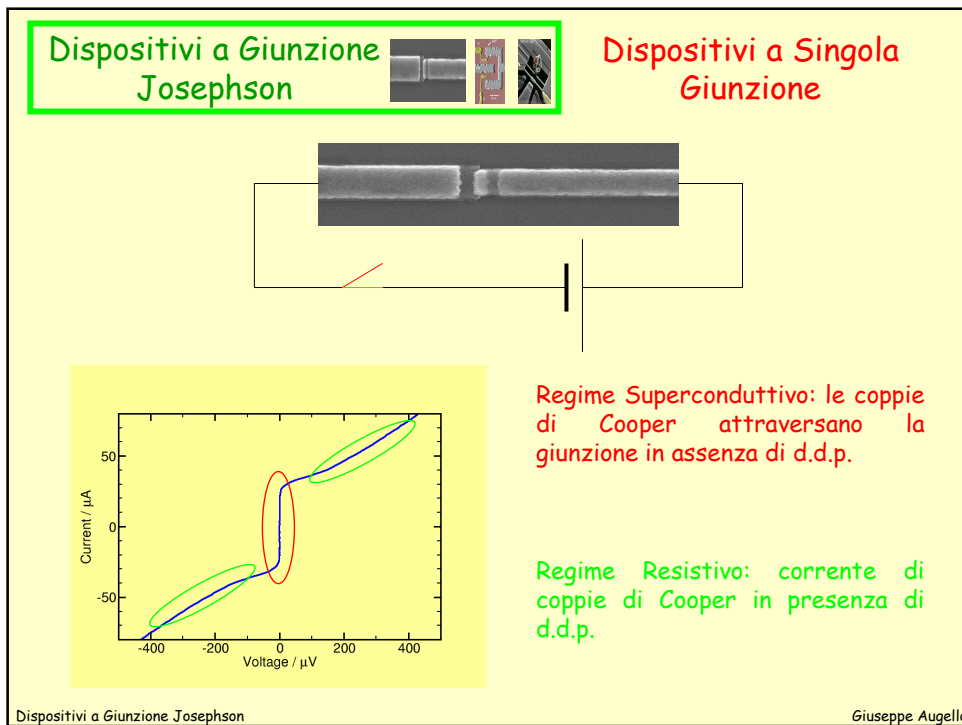 Dispositivi a Giunzione
Josephson
Dispositivi a Singola
Giunzione
Regime Superconduttivo: le coppie
di Cooper attraversano la
giunzione in assenza di d.d.p.
Regime Resistivo: corrente di
coppie di Cooper in presenza di
d.d.p.
Current / μA
50
0
-50
-400 -200 0 200 400
Voltage / μV
Dispositivi a Giunzione Josephson
Giuseppe Augello